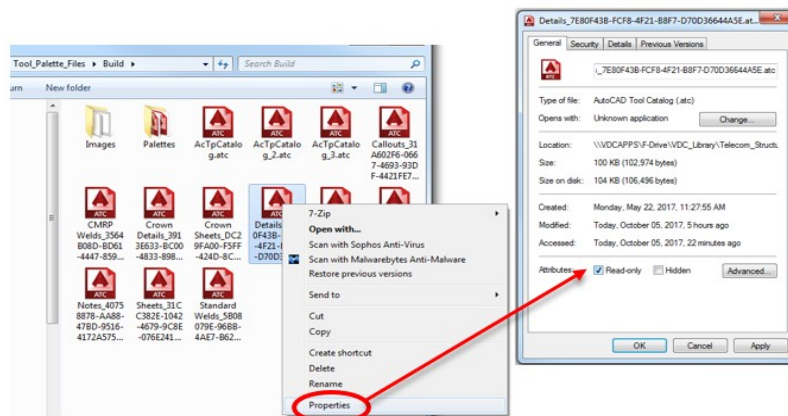 Tool_Palette_Files ▸ Build ▸
Search Build
New folder
Images
Palettes
AcTpCatalo
g.atc
AcTpCatalo
g_2.atc
AcTpCatalo
g_3.atc
Callouts_31
A602F6-066
7-4693-93D
F-4421FE7...
CMRP
Welds_3564
B08D-BD61
-4447-859...
Crown
Details_391
3E633-BC00
-4833-898...
Crown
Sheets_DC2
9FA00-F5FF
-424D-8C...
Notes_4075
8878-AA88-
47BD-9516-
4172A575...
Sheets_31C
C382E-1042
-4679-9C8E
-076E241...
Standard
Welds_5B08
079E-96BB-
4AE7-B62...
7-Zip
Open with...
Scan with Sophos Anti-Virus
Scan with Malwarebytes Anti-Malware
Restore previous versions
Send to
Cut
Copy
Create shortcut
Delete
Rename
Properties
Details_7E80F43B-FCF8-4F21-B8F7-D70D36644A5E.at...
General Security Details Previous Versions
_7E80F43B-FCF8-4F21-B8F7-D70D36644A5E.atc
Type of file: AutoCAD Tool Catalog (.atc)
Opens with: Unknown application Change...
Location: \\VDCAPPS\F-Drive\VDC_Library\Telecom_Structu
Size: 100 KB (102,974 bytes)
Size on disk: 104 KB (106,496 bytes)
Created: Monday, May 22, 2017, 11:27:55 AM
Modified: Today, October 05, 2017, 5 hours ago
Accessed: Today, October 05, 2017, 22 minutes ago
Attributes: Read-only Hidden Advanced...
OK Cancel Apply